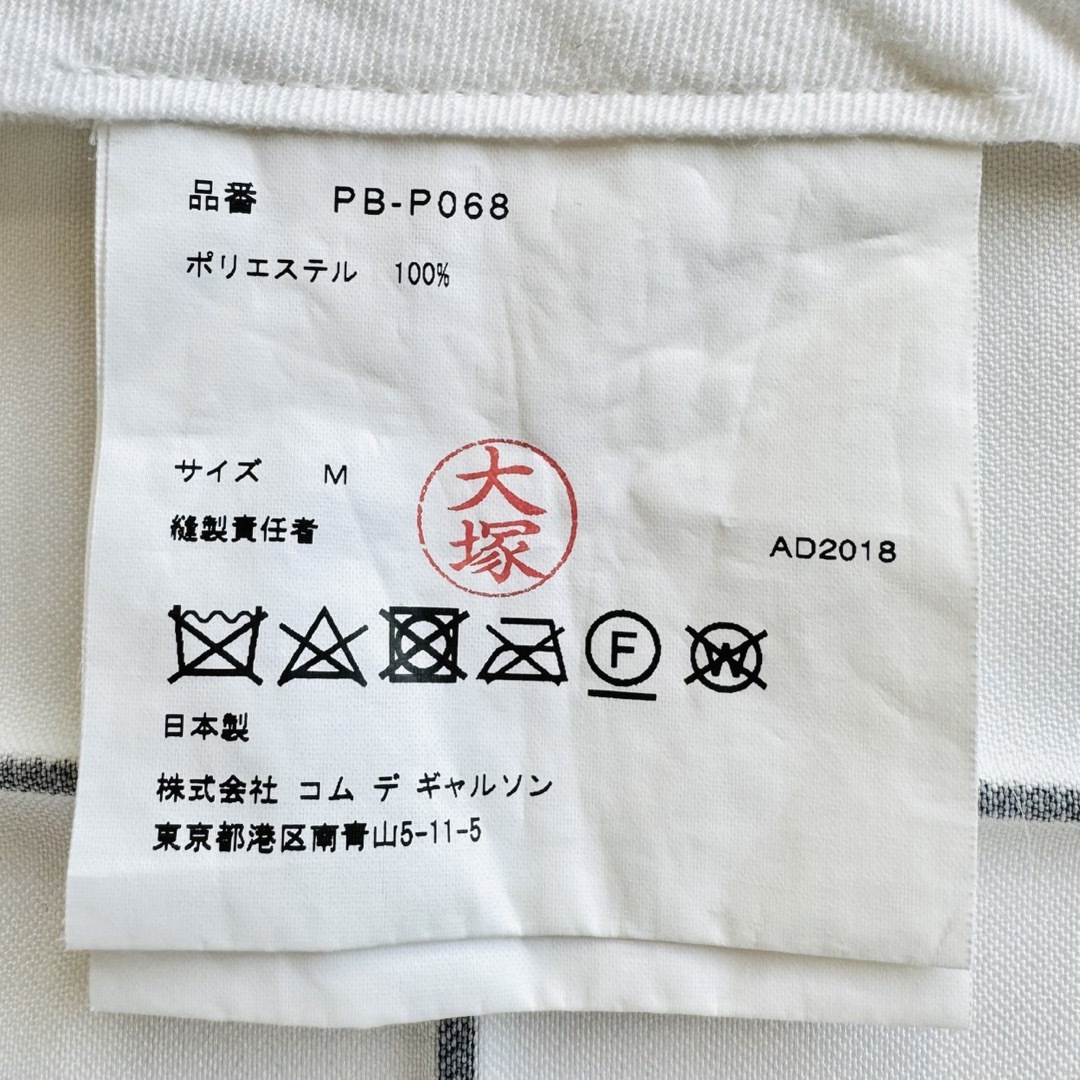 品番 PB-P068
ポリエステル 100%
サイズ M
大塚
縫製責任者
AD2018
F
W
日本製
株式会社 コム デ ギャルソン
東京都港区南青山5-11-5